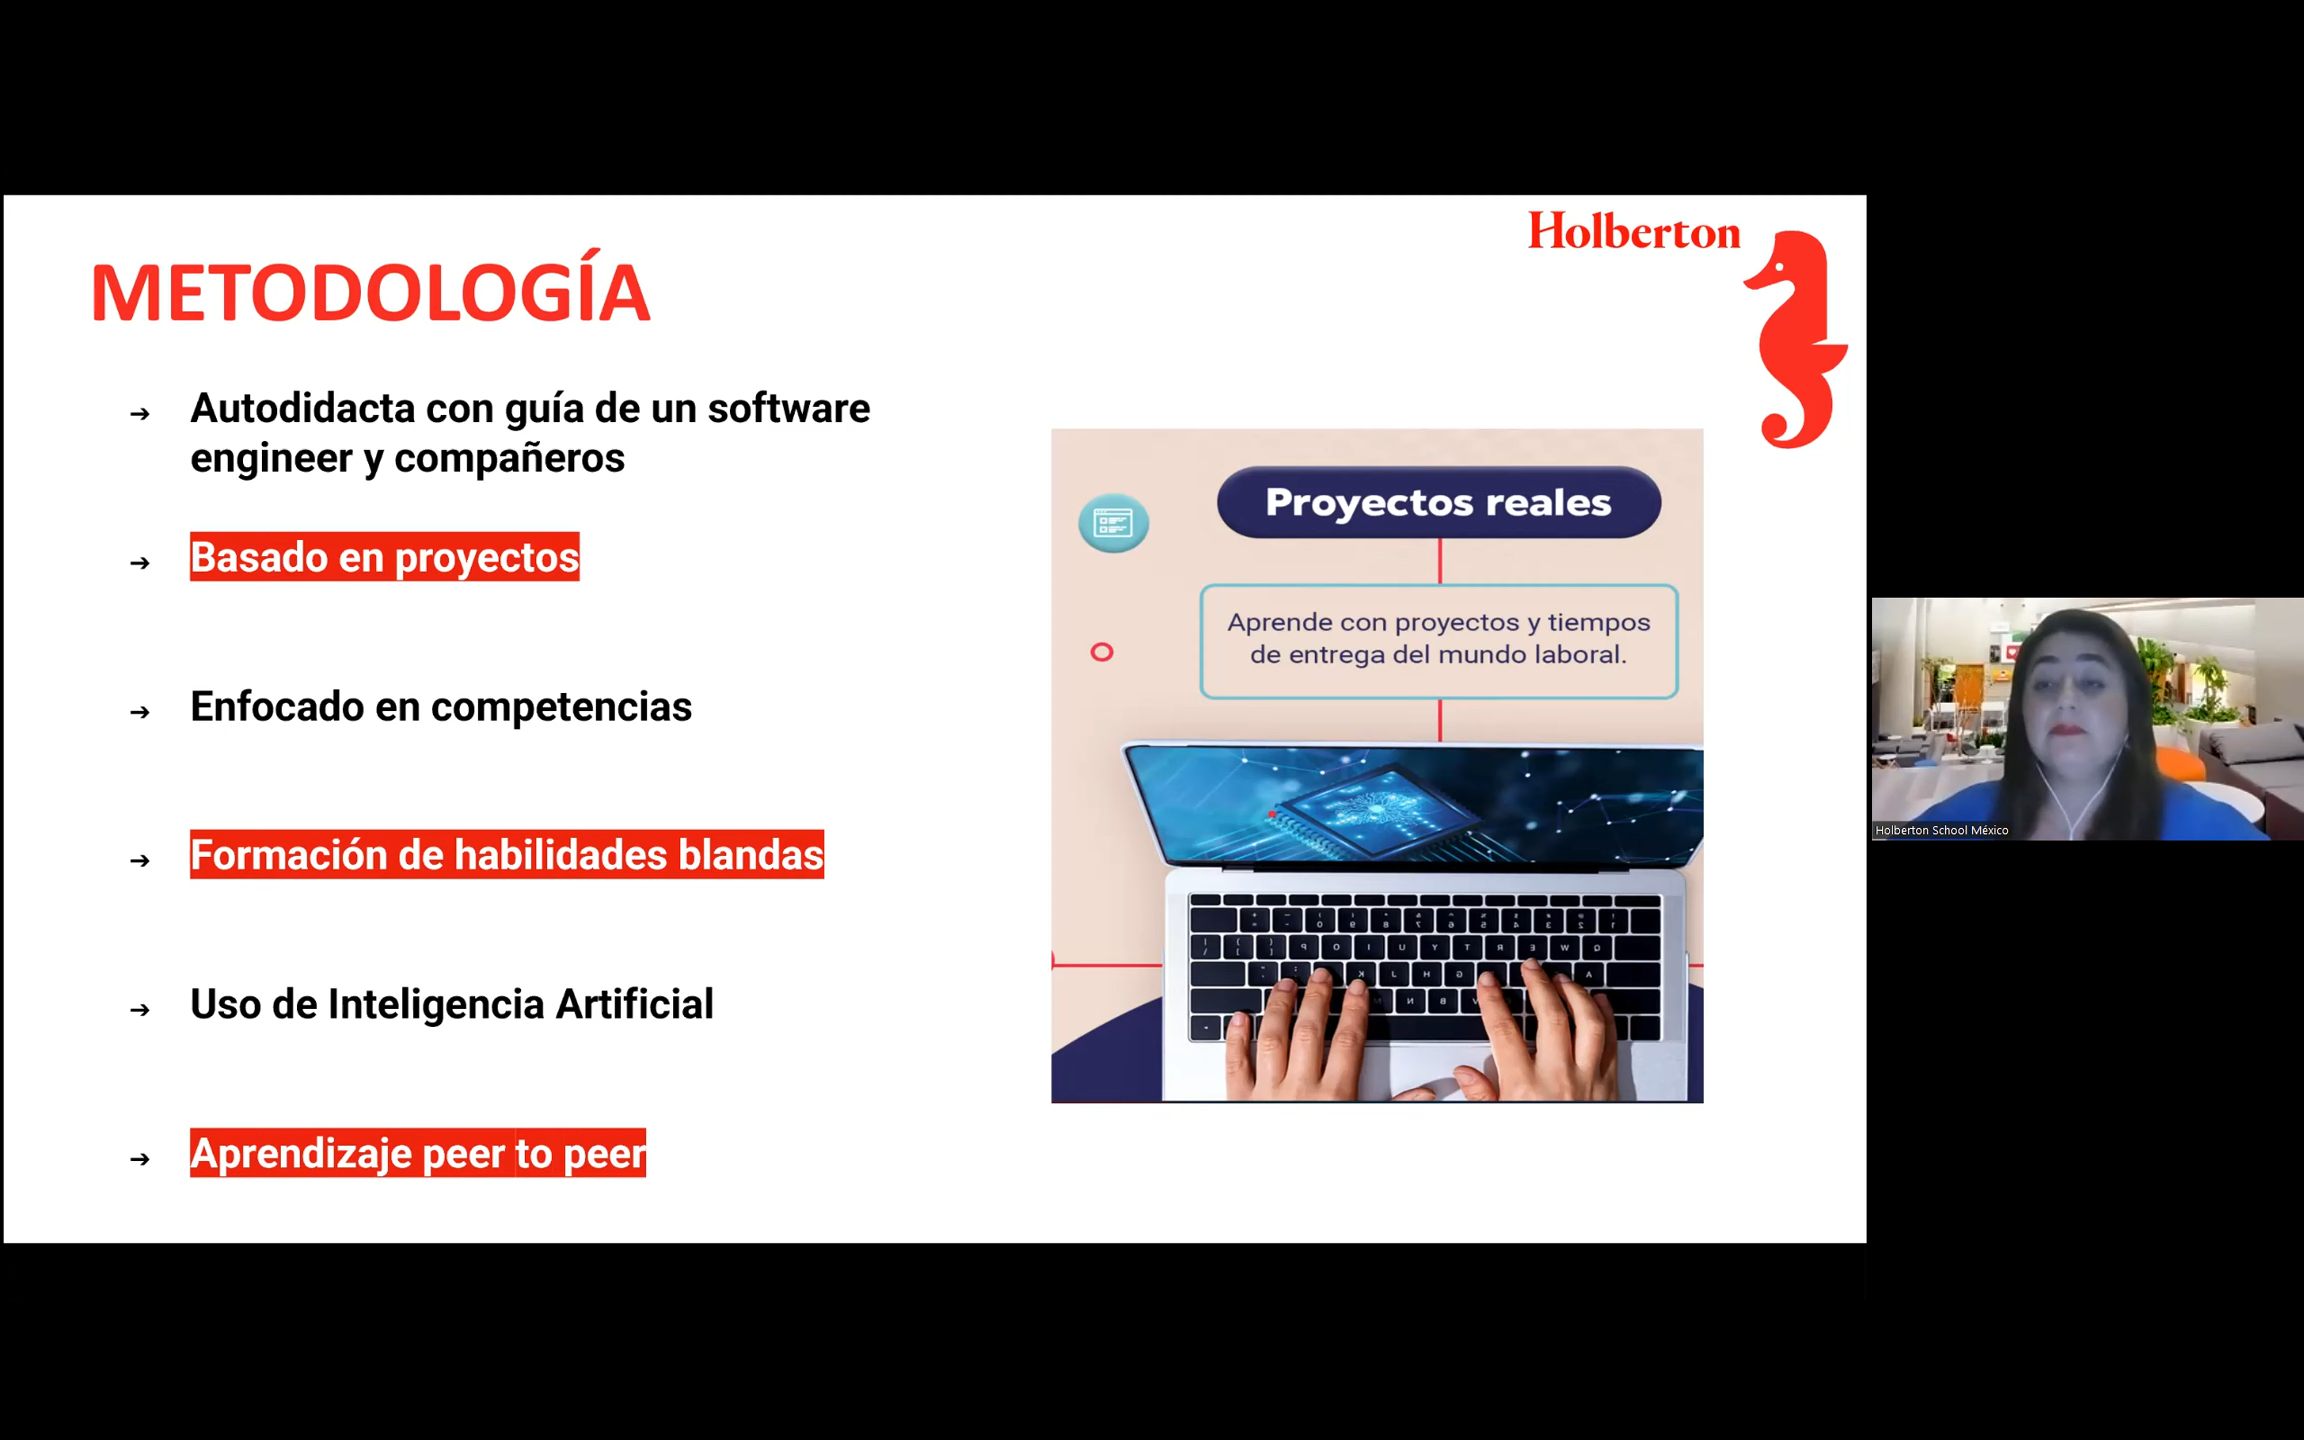 Holberton
METODOLOGÍA
→ Autodidacta con guía de un software
engineer y compañeros
→ Basado en proyectos
→ Enfocado en competencias
→ Formación de habilidades blandas
→ Uso de Inteligencia Artificial
→ Aprendizaje peer to peer
Proyectos reales
Aprende con proyectos y tiempos
de entrega del mundo laboral.
Holberton School México